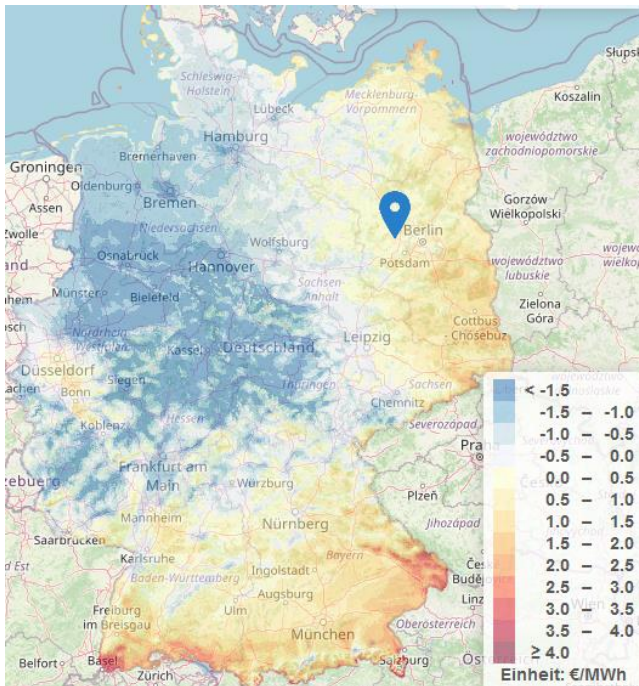 Słups
Schleswig-
Holstein
Koszalin
Mecklenburg-
Vorpommern
Lübeck
Hamburg
województwo
zachodniopomorskie
Bremerhaven
Groningen
Oldenburg
Assen
Bremen
Gorzów
Wielkopolski
Zwolle
Niedersachsen
Berlin
Wolfsburg
Osnabrück
Hannover
Potsdam
województwo
lubuskie
Sachsen-
Anhalt
Münster
Bielefeld
Zielona
Góra
Nordrhein-
Westfalen
Cottbus
- Chóśebuz
Leipzig
Kassel
Deutschland
Düsseldorf
Siegen
Bonn
Thüringen
Sachsen
Chemnitz
Hessen
Koblenz
Severozápad
Praha
Frankfurt am
Main
Würzburg
Plzeň
Mannheim
Nürnberg
Jihozápad
Saarbrücken
Karlsruhe
Bayern
Baden-Württemberg
Ingolstadt
Augsburg
Ulm
Freiburg
im Breisgau
München
Oberösterreich
Salzburg
Belfort
Basel
Zürich
< -1.5
-1.5 – -1.0
-1.0 – -0.5
-0.5 – 0.0
0.0 – 0.5
0.5 – 1.0
1.0 – 1.5
1.5 – 2.0
2.0 – 2.5
2.5 – 3.0
3.0 – 3.5
3.5 – 4.0
≥ 4.0
Einheit: €/MWh